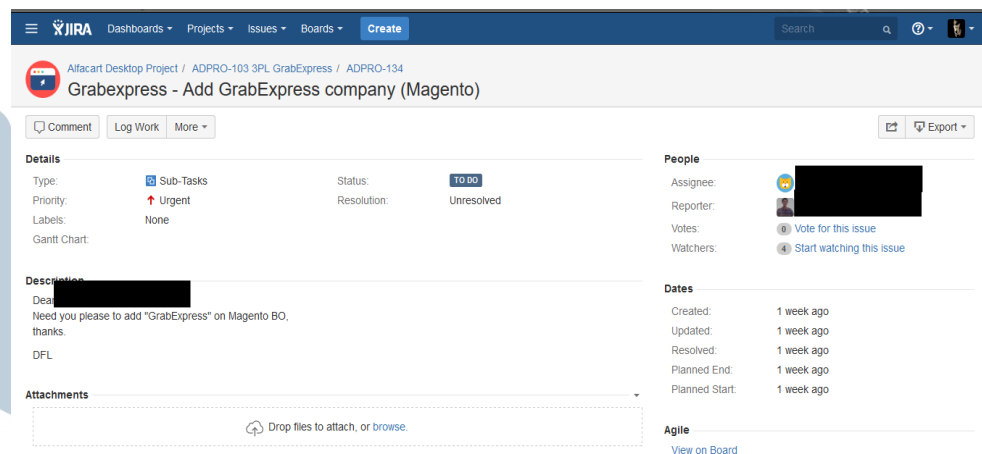 JIRA Dashboards Projects Issues Boards Create Search
Alfacart Desktop Project / ADPRO-103 3PL GrabExpress / ADPRO-134
Grabexpress - Add GrabExpress company (Magento)
Comment Log Work More Export
Details
Type: Sub-Tasks Status: TO DO
Priority: Urgent Resolution: Unresolved
Labels: None
Gantt Chart:
Description
Dear
Need you please to add "GrabExpress" on Magento BO,
thanks.
DFL
Attachments
Drop files to attach, or browse.
People
Assignee:
Reporter:
Votes: 0 Vote for this issue
Watchers: 4 Start watching this issue
Dates
Created: 1 week ago
Updated: 1 week ago
Resolved: 1 week ago
Planned End: 1 week ago
Planned Start: 1 week ago
Agile
View on Board